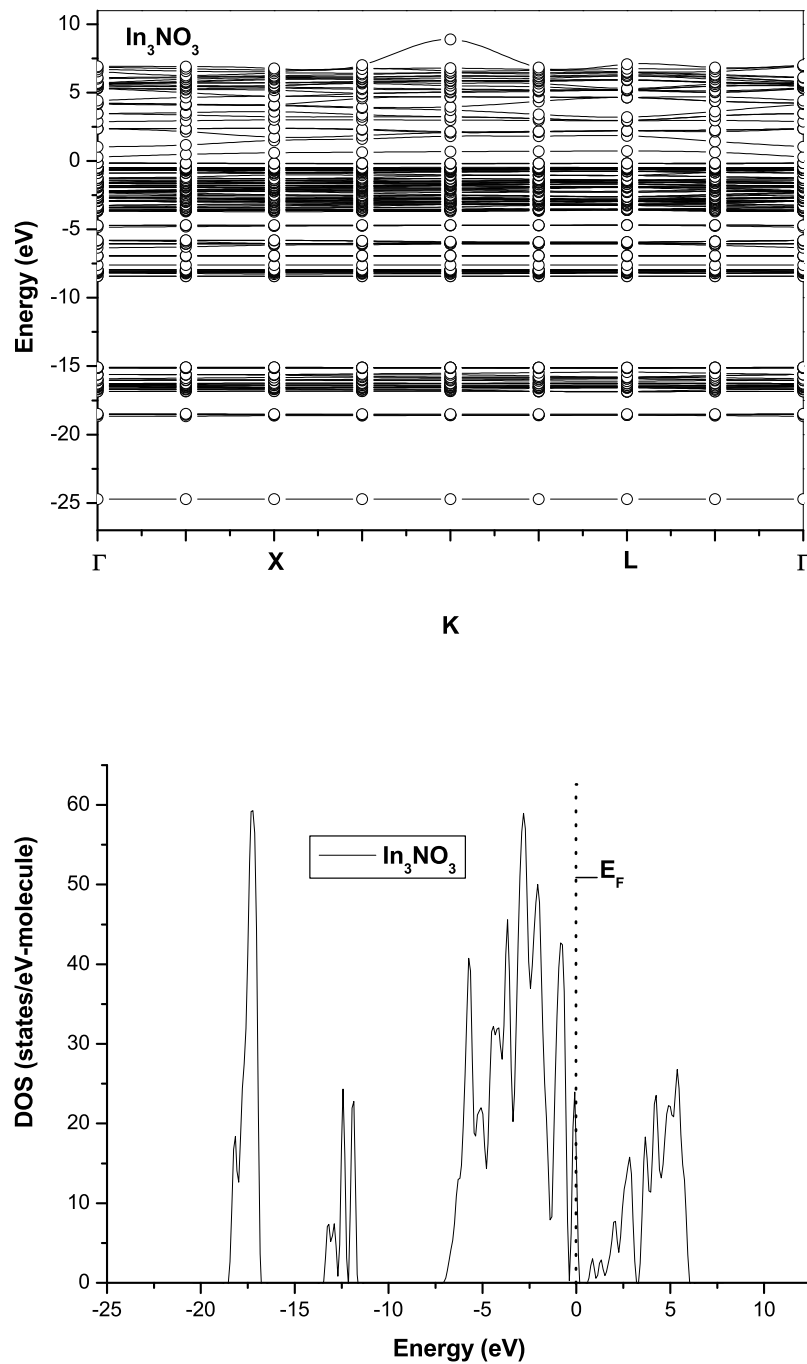 In₃NO₃
10
5
0
-5
-10
-15
-20
-25
Energy (eV)
Γ X L Γ
K
60
50
40
30
20
10
0
DOS (states/eV-molecule)
In₃NO₃
E_F
-25 -20 -15 -10 -5 0 5 10
Energy (eV)